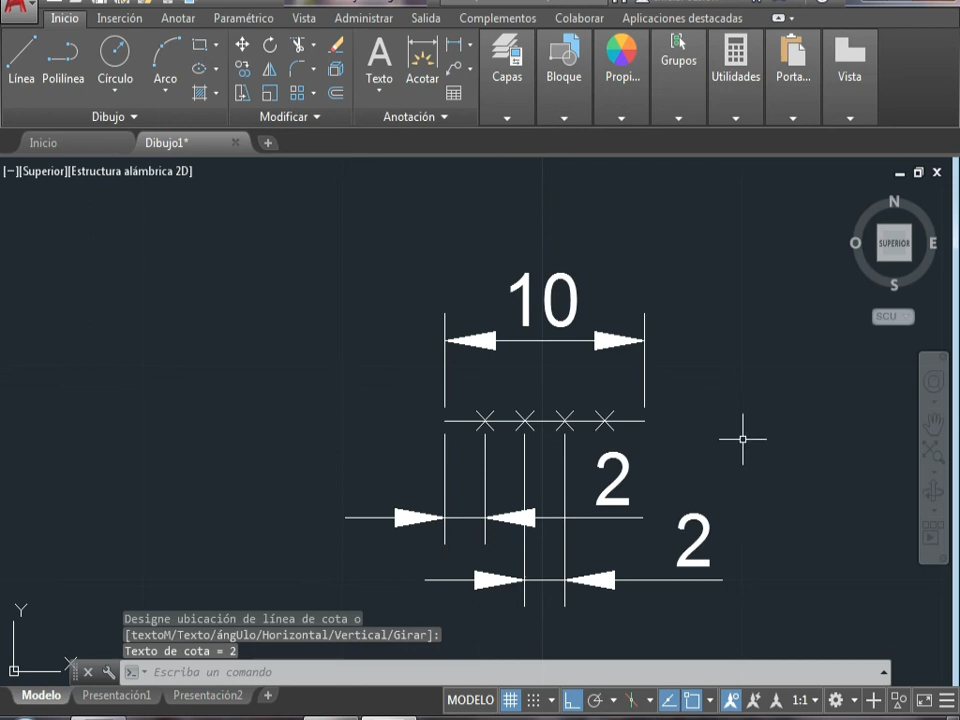 Inicio Inserción Anotar Paramétrico Vista Administrar Salida Complementos Colaborar Aplicaciones destacadas
Línea Polilínea Círculo Arco Texto Acotar Capas Bloque Propi... Grupos Utilidades Porta... Vista
Dibujo Modificar Anotación
Inicio Dibujo1*
[−][Superior][Estructura alámbrica 2D]
N
O SUPERIOR E
S
SCU
10
2
2
Y
X
Designe ubicación de línea de cota o
[textoM/Texto/ángUlo/Horizontal/Vertical/Girar]:
Texto de cota = 2
Escriba un comando
Modelo Presentación1 Presentación2 MODELO 1:1